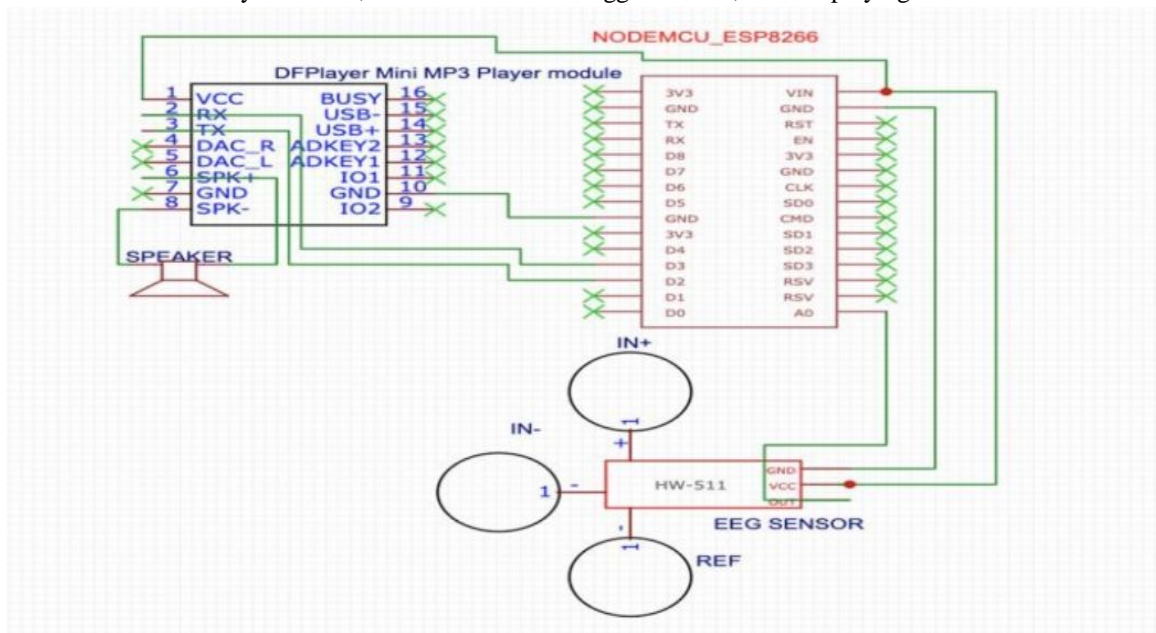 NODEMCU_ESP8266
DFPlayer Mini MP3 Player module
1 VCC BUSY 16
2 RX USB- 15
3 TX USB+ 14
4 DAC_R ADKEY2 13
5 DAC_L ADKEY1 12
6 SPK+ IO1 11
7 GND GND 10
8 SPK- IO2 9
SPEAKER
3V3 VIN
GND GND
TX RST
RX EN
D8 3V3
D7 GND
D6 CLK
D5 SD0
GND CMD
3V3 SD1
D4 SD2
D3 SD3
D2 RSV
D1 RSV
D0 A0
IN+
1
+
IN-
1 -
HW-511
GND
VCC
OUT
EEG SENSOR
-
1
REF